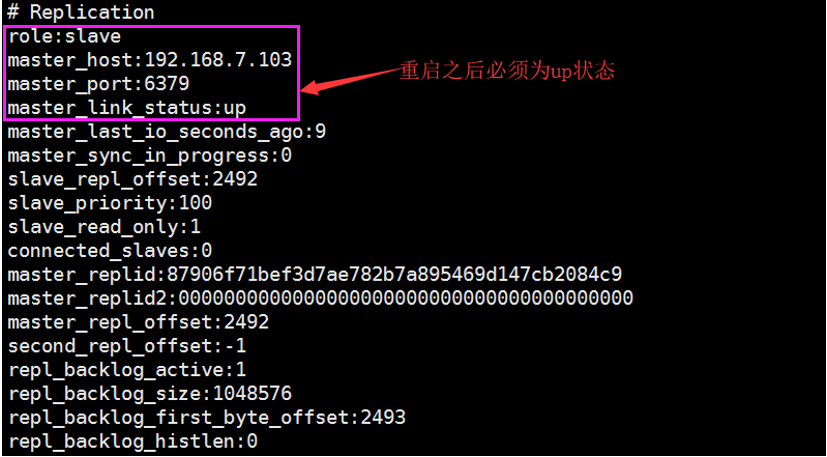 # Replication
role:slave
master_host:192.168.7.103
master_port:6379
重启之后必须为up状态
master_link_status:up
master_last_io_seconds_ago:9
master_sync_in_progress:0
slave_repl_offset:2492
slave_priority:100
slave_read_only:1
connected_slaves:0
master_replid:87906f71bef3d7ae782b7a895469d147cb2084c9
master_replid2:0000000000000000000000000000000000000000
master_repl_offset:2492
second_repl_offset:-1
repl_backlog_active:1
repl_backlog_size:1048576
repl_backlog_first_byte_offset:2493
repl_backlog_histlen:0